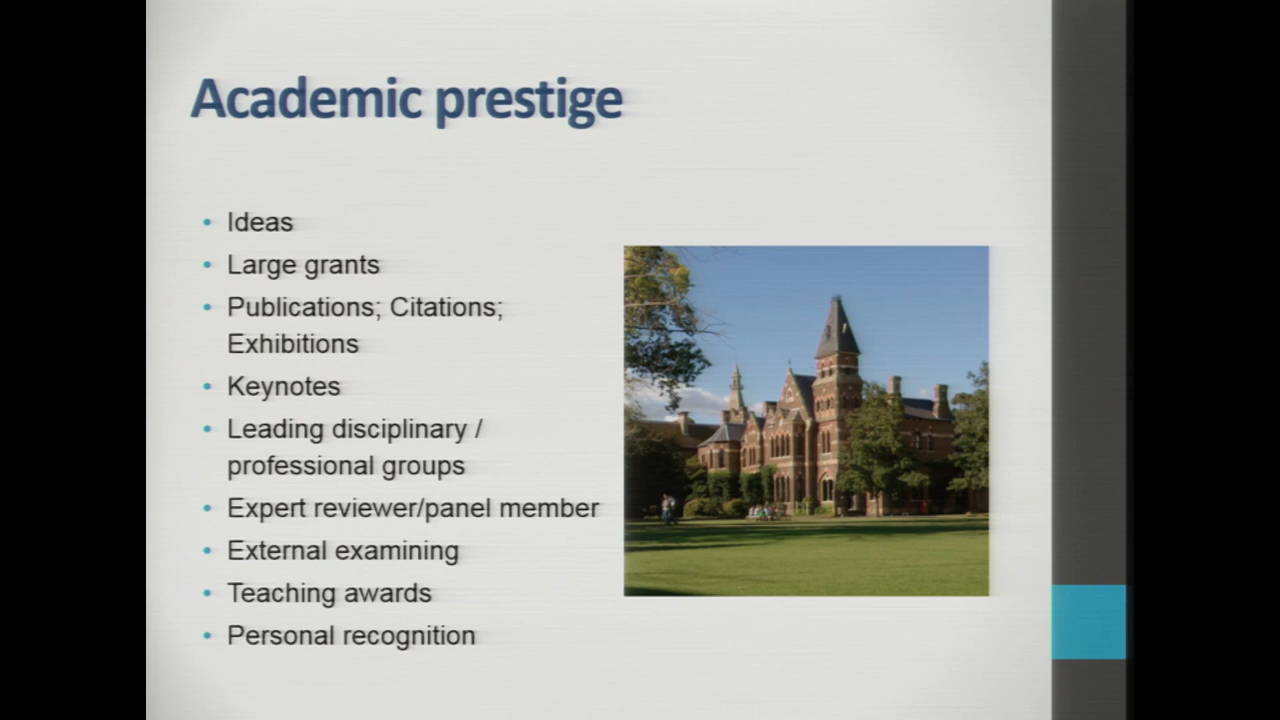 Academic prestige
• Ideas
• Large grants
• Publications; Citations;
Exhibitions
• Keynotes
• Leading disciplinary /
professional groups
• Expert reviewer/panel member
• External examining
• Teaching awards
• Personal recognition